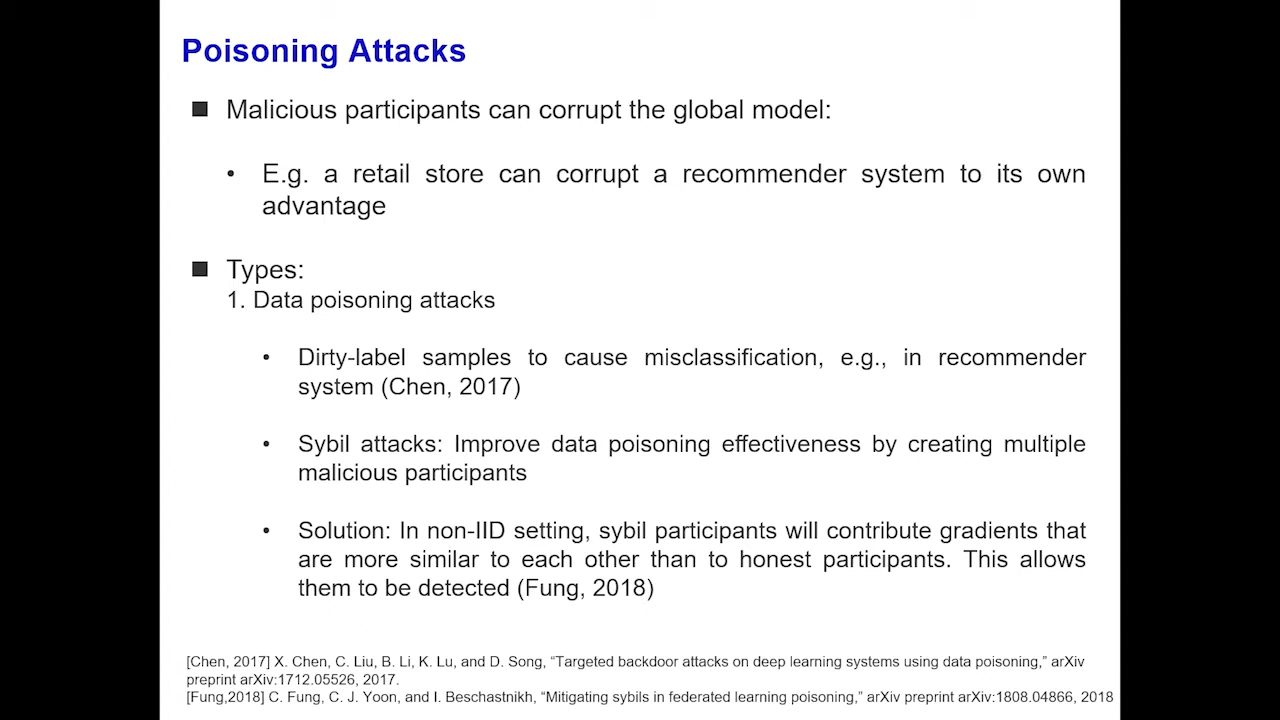 Poisoning Attacks
Malicious participants can corrupt the global model:
E.g. a retail store can corrupt a recommender system to its own
advantage
Types:
1. Data poisoning attacks
Dirty-label samples to cause misclassification, e.g., in recommender
system (Chen, 2017)
Sybil attacks: Improve data poisoning effectiveness by creating multiple
malicious participants
Solution: In non-IID setting, sybil participants will contribute gradients that
are more similar to each other than to honest participants. This allows
them to be detected (Fung, 2018)
[Chen, 2017] X. Chen, C. Liu, B. Li, K. Lu, and D. Song, “Targeted backdoor attacks on deep learning systems using data poisoning,” arXiv
preprint arXiv:1712.05526, 2017.
[Fung,2018] C. Fung, C. J. Yoon, and I. Beschastnikh, “Mitigating sybils in federated learning poisoning,” arXiv preprint arXiv:1808.04866, 2018